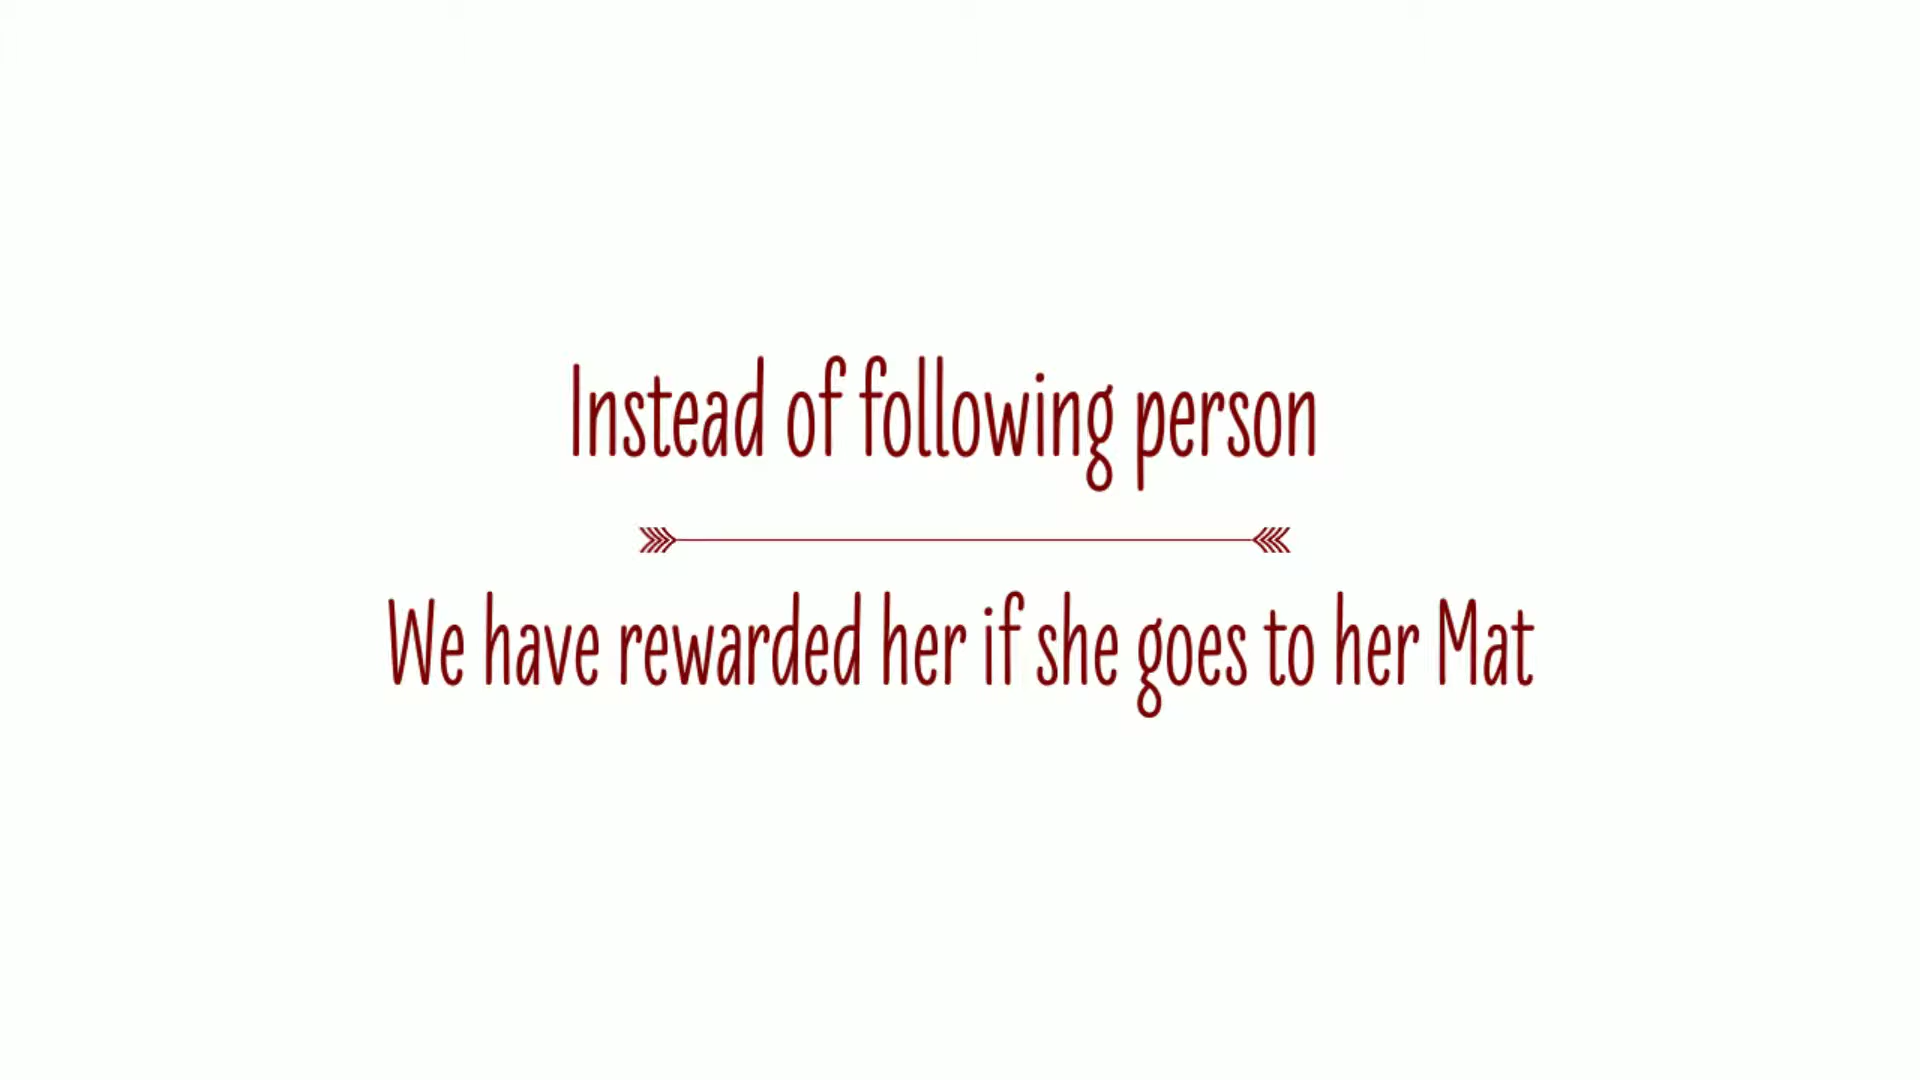 Instead of following person
We have rewarded her if she goes to her Mat